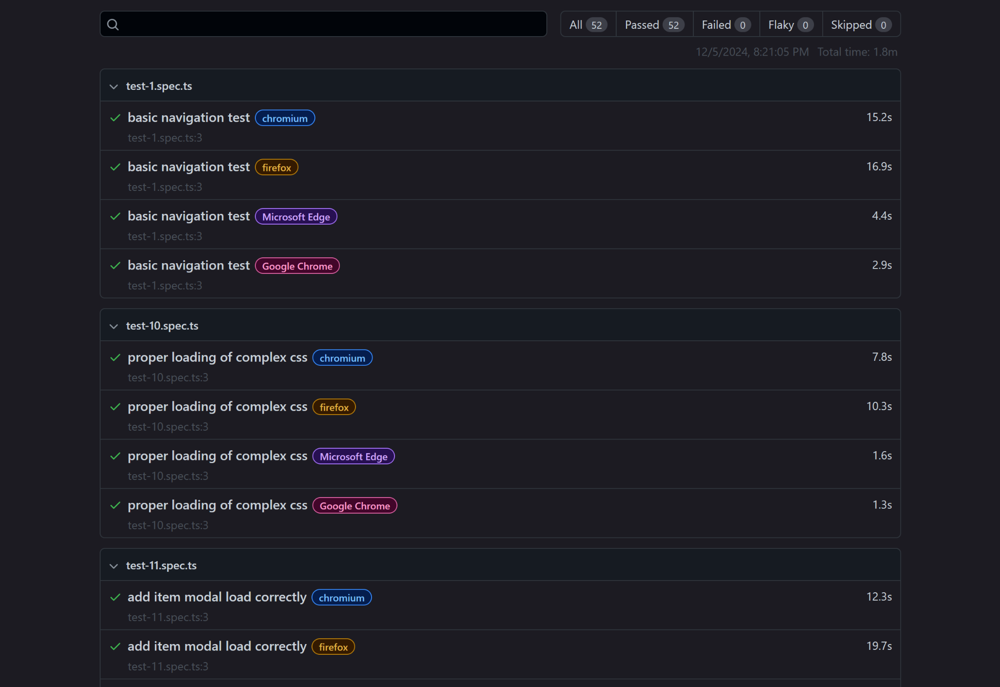 All 52 Passed 52 Failed 0 Flaky 0 Skipped 0
12/5/2024, 8:21:05 PM Total time: 1.8m
test-1.spec.ts
basic navigation test chromium 15.2s
test-1.spec.ts:3
basic navigation test firefox 16.9s
test-1.spec.ts:3
basic navigation test Microsoft Edge 4.4s
test-1.spec.ts:3
basic navigation test Google Chrome 2.9s
test-1.spec.ts:3
test-10.spec.ts
proper loading of complex css chromium 7.8s
test-10.spec.ts:3
proper loading of complex css firefox 10.3s
test-10.spec.ts:3
proper loading of complex css Microsoft Edge 1.6s
test-10.spec.ts:3
proper loading of complex css Google Chrome 1.3s
test-10.spec.ts:3
test-11.spec.ts
add item modal load correctly chromium 12.3s
test-11.spec.ts:3
add item modal load correctly firefox 19.7s
test-11.spec.ts:3